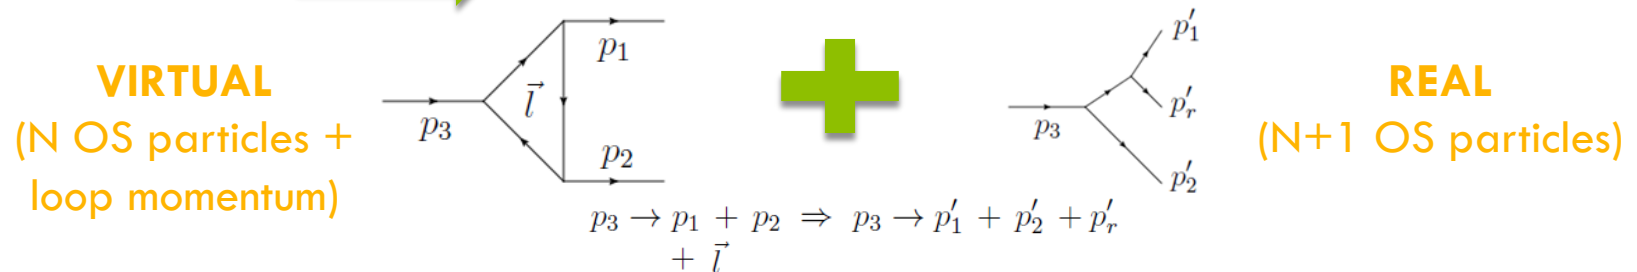 VIRTUAL
(N OS particles +
loop momentum)
p₃
l⃗
p₁
p₂
p₃
p′₁
p′ᵣ
p′₂
REAL
(N+1 OS particles)
p₃ → p₁ + p₂ ⇒ p₃ → p′₁ + p′₂ + p′ᵣ
+ l⃗